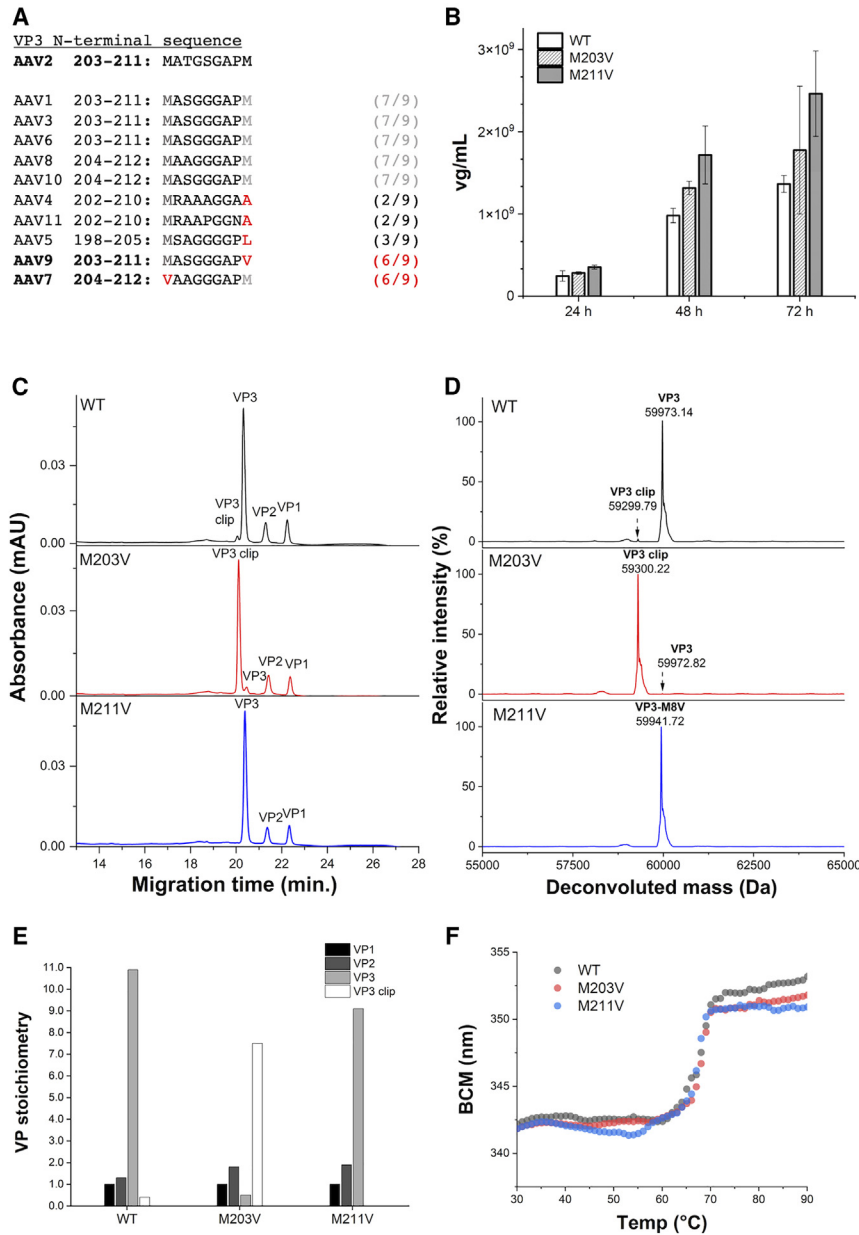 A
VP3 N-terminal sequence
AAV2 203-211: MATGSGAPM
AAV1 203-211: MASGGGAPM (7/9)
AAV3 203-211: MASGGGAPM (7/9)
AAV6 203-211: MASGGGAPM (7/9)
AAV8 204-212: MAAGGGAPM (7/9)
AAV10 204-212: MASGGGAPM (7/9)
AAV4 202-210: MRAAAGGAA (2/9)
AAV11 202-210: MRAAPGGNA (2/9)
AAV5 198-205: MSAGGGGPL (3/9)
AAV9 203-211: MASGGGAPV (6/9)
AAV7 204-212: VAAGGGAPM (6/9)
B
WT
M203V
M211V
vg/mL
3×10⁹
2×10⁹
1×10⁹
0
24 h 48 h 72 h
C
WT
VP3
VP3 clip
VP2
VP1
0.03
0.00
M203V
VP3 clip
VP3
VP2
VP1
0.03
0.00
M211V
VP3
VP2
VP1
0.03
0.00
Absorbance (mAU)
14 16 18 20 22 24 26 28
Migration time (min.)
D
WT
VP3
59973.14
VP3 clip
59299.79
100
50
0
M203V
VP3 clip
59300.22
VP3
59972.82
100
50
0
M211V
VP3-M8V
59941.72
100
50
0
Relative intensity (%)
55000 57500 60000 62500 65000
Deconvoluted mass (Da)
E
VP1
VP2
VP3
VP3 clip
VP stoichiometry
11.0
10.0
9.0
8.0
7.0
6.0
5.0
4.0
3.0
2.0
1.0
0.0
WT M203V M211V
F
WT
M203V
M211V
BCM (nm)
355
350
345
340
30 40 50 60 70 80 90
Temp (°C)